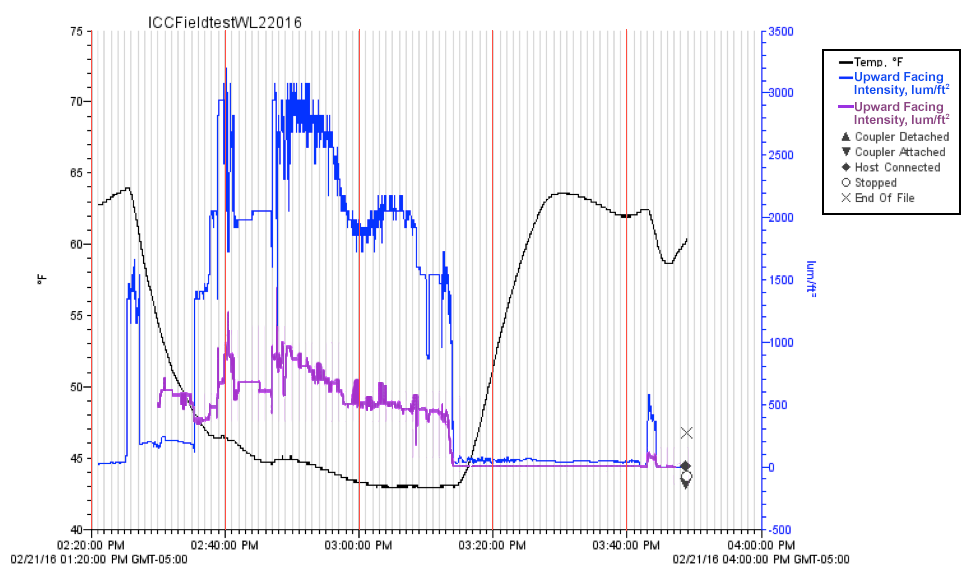 ICCFieldtestWL22016
75
70
65
60
55
50
45
40
°F
3500
3000
2500
2000
1500
1000
500
0
-500
lum/ft²
02:20:00 PM
02:40:00 PM
03:00:00 PM
03:20:00 PM
03:40:00 PM
04:00:00 PM
02/21/16 01:20:00 PM GMT-05:00
02/21/16 04:00:00 PM GMT-05:00
Temp, °F
Upward Facing
Intensity, lum/ft²
Upward Facing
Intensity, lum/ft²
Coupler Detached
Coupler Attached
Host Connected
Stopped
End Of File